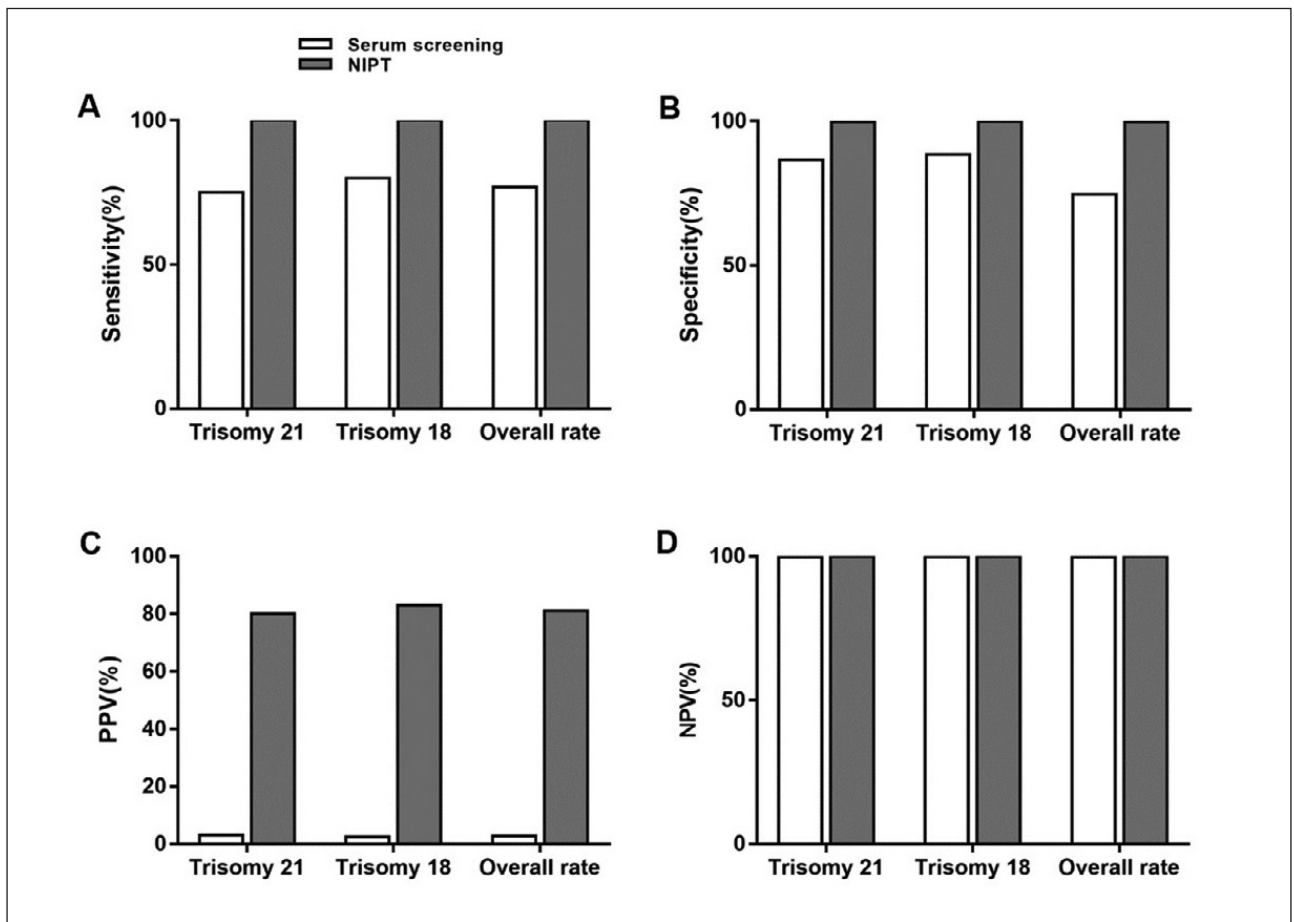 Serum screening
NIPT
A
100
50
0
Sensitivity(%)
Trisomy 21 Trisomy 18 Overall rate
B
100
50
0
Specificity(%)
Trisomy 21 Trisomy 18 Overall rate
C
100
80
60
40
20
0
PPV(%)
Trisomy 21 Trisomy 18 Overall rate
D
100
50
0
NPV(%)
Trisomy 21 Trisomy 18 Overall rate